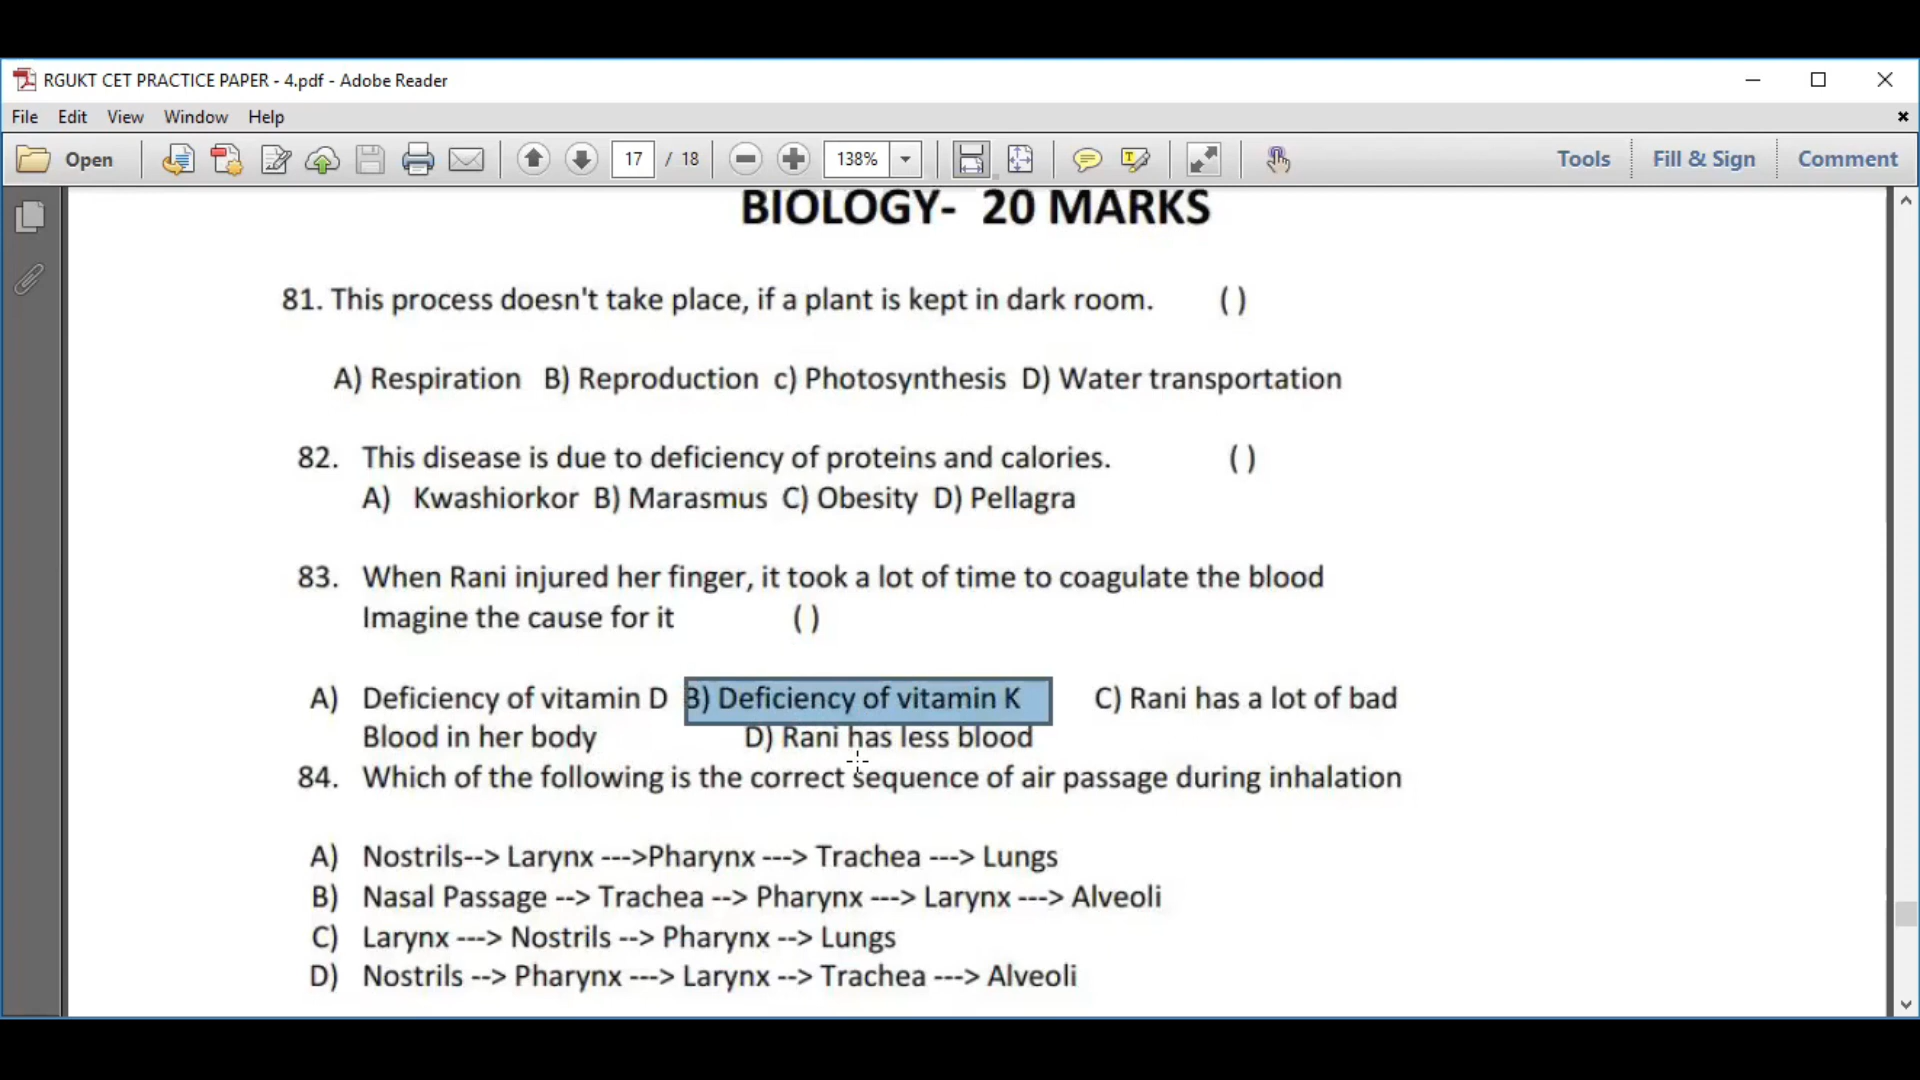 RGUKT CET PRACTICE PAPER - 4.pdf - Adobe Reader
File Edit View Window Help
Open 17 / 18 138% Tools Fill & Sign Comment
BIOLOGY- 20 MARKS
81. This process doesn't take place, if a plant is kept in dark room. ( )
A) Respiration B) Reproduction c) Photosynthesis D) Water transportation
82. This disease is due to deficiency of proteins and calories. ( )
A) Kwashiorkor B) Marasmus C) Obesity D) Pellagra
83. When Rani injured her finger, it took a lot of time to coagulate the blood
Imagine the cause for it ( )
A) Deficiency of vitamin D B) Deficiency of vitamin K C) Rani has a lot of bad
Blood in her body D) Rani has less blood
84. Which of the following is the correct sequence of air passage during inhalation
A) Nostrils--> Larynx --->Pharynx ---> Trachea ---> Lungs
B) Nasal Passage --> Trachea --> Pharynx ---> Larynx ---> Alveoli
C) Larynx ---> Nostrils --> Pharynx --> Lungs
D) Nostrils --> Pharynx ---> Larynx --> Trachea ---> Alveoli